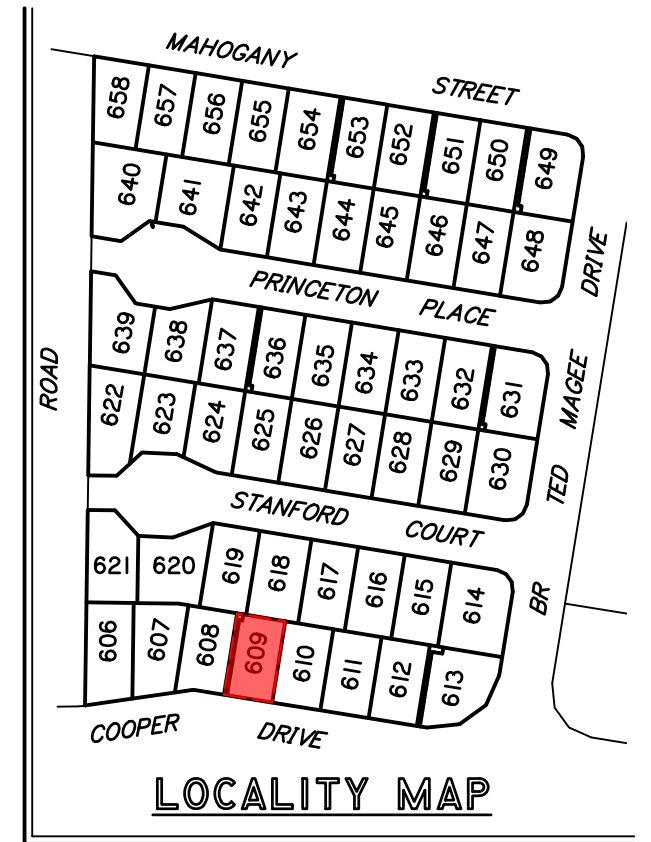 MAHOGANY STREET
658 657 656 655 654 653 652 651 650 649
640 641 642 643 644 645 646 647 648
DRIVE
PRINCETON PLACE
639 638 637 636 635 634 633 632 631
ROAD
MAGEE
622 623 624 625 626 627 628 629 630
TED
STANFORD COURT
BR
621 620 619 618 617 616 615 614
606 607 608 609 610 611 612 613
COOPER DRIVE
LOCALITY MAP